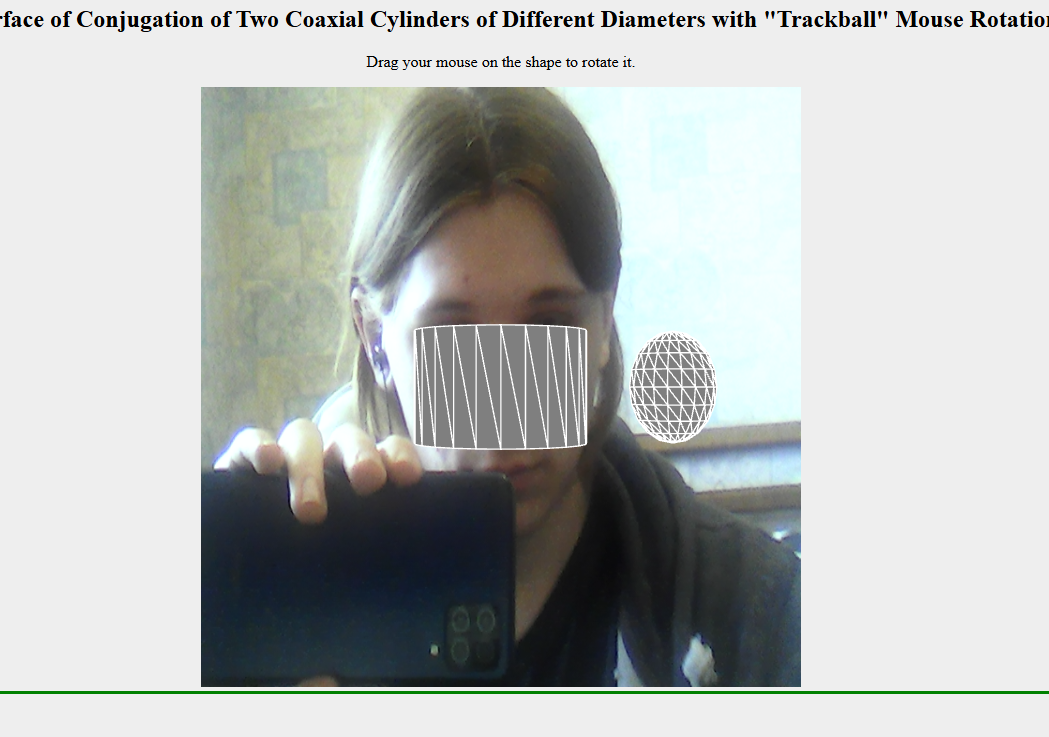 rface of Conjugation of Two Coaxial Cylinders of Different Diameters with "Trackball" Mouse Rotation
Drag your mouse on the shape to rotate it.